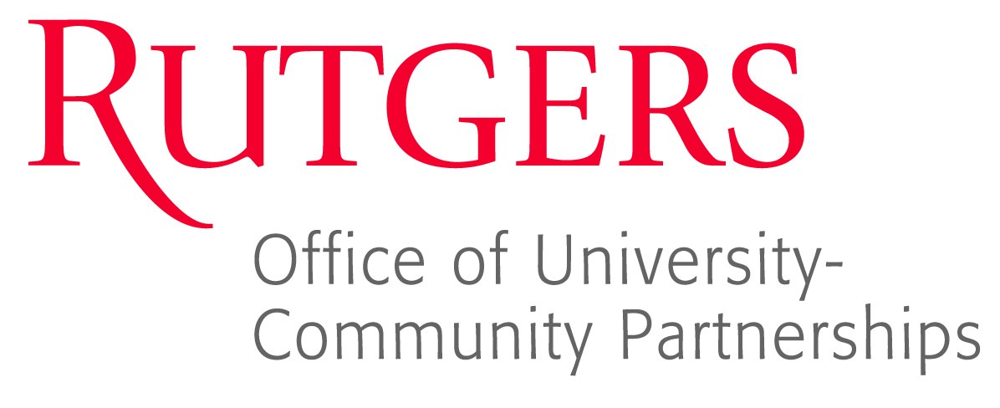 RUTGERS
Office of University-
Community Partnerships